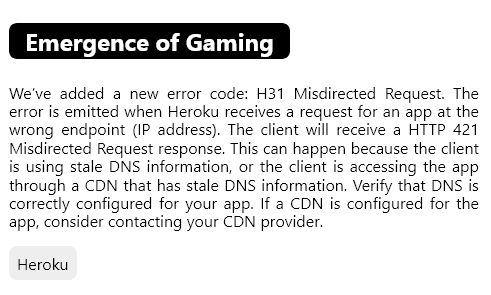 Emergence of Gaming
We've added a new error code: H31 Misdirected Request. The
error is emitted when Heroku receives a request for an app at the
wrong endpoint (IP address). The client will receive a HTTP 421
Misdirected Request response. This can happen because the client
is using stale DNS information, or the client is accessing the app
through a CDN that has stale DNS information. Verify that DNS is
correctly configured for your app. If a CDN is configured for the
app, consider contacting your CDN provider.
Heroku